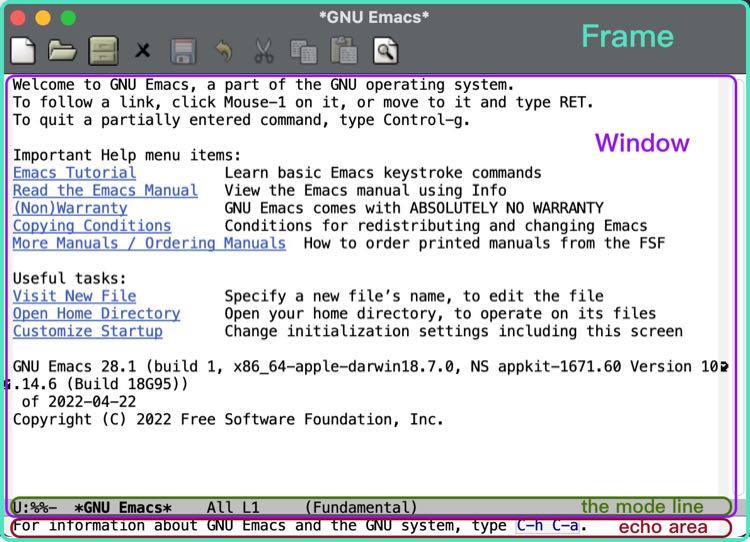 *GNU Emacs*
Frame
Welcome to GNU Emacs, a part of the GNU operating system.
To follow a link, click Mouse-1 on it, or move to it and type RET.
To quit a partially entered command, type Control-g.
Window
Important Help menu items:
Emacs Tutorial Learn basic Emacs keystroke commands
Read the Emacs Manual View the Emacs manual using Info
(Non)Warranty GNU Emacs comes with ABSOLUTELY NO WARRANTY
Copying Conditions Conditions for redistributing and changing Emacs
More Manuals / Ordering Manuals How to order printed manuals from the FSF
Useful tasks:
Visit New File Specify a new file’s name, to edit the file
Open Home Directory Open your home directory, to operate on its files
Customize Startup Change initialization settings including this screen
GNU Emacs 28.1 (build 1, x86_64-apple-darwin18.7.0, NS appkit-1671.60 Version 10
.14.6 (Build 18G95))
of 2022-04-22
Copyright (C) 2022 Free Software Foundation, Inc.
U:%%- *GNU Emacs* All L1 (Fundamental) the mode line
For information about GNU Emacs and the GNU system, type C-h C-a. echo area